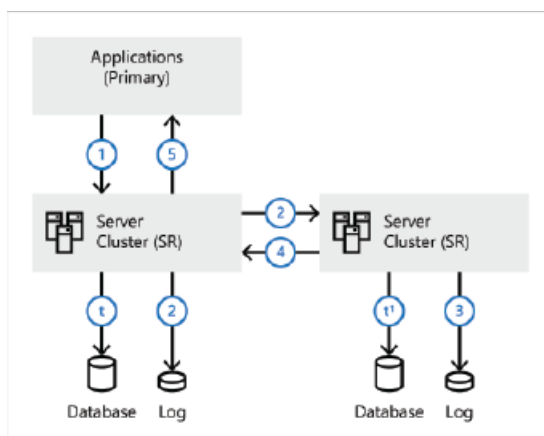 Applications
(Primary)
1
5
Server
Cluster (SR)
2
4
Server
Cluster (SR)
t
2
t¹
3
Database
Log
Database
Log